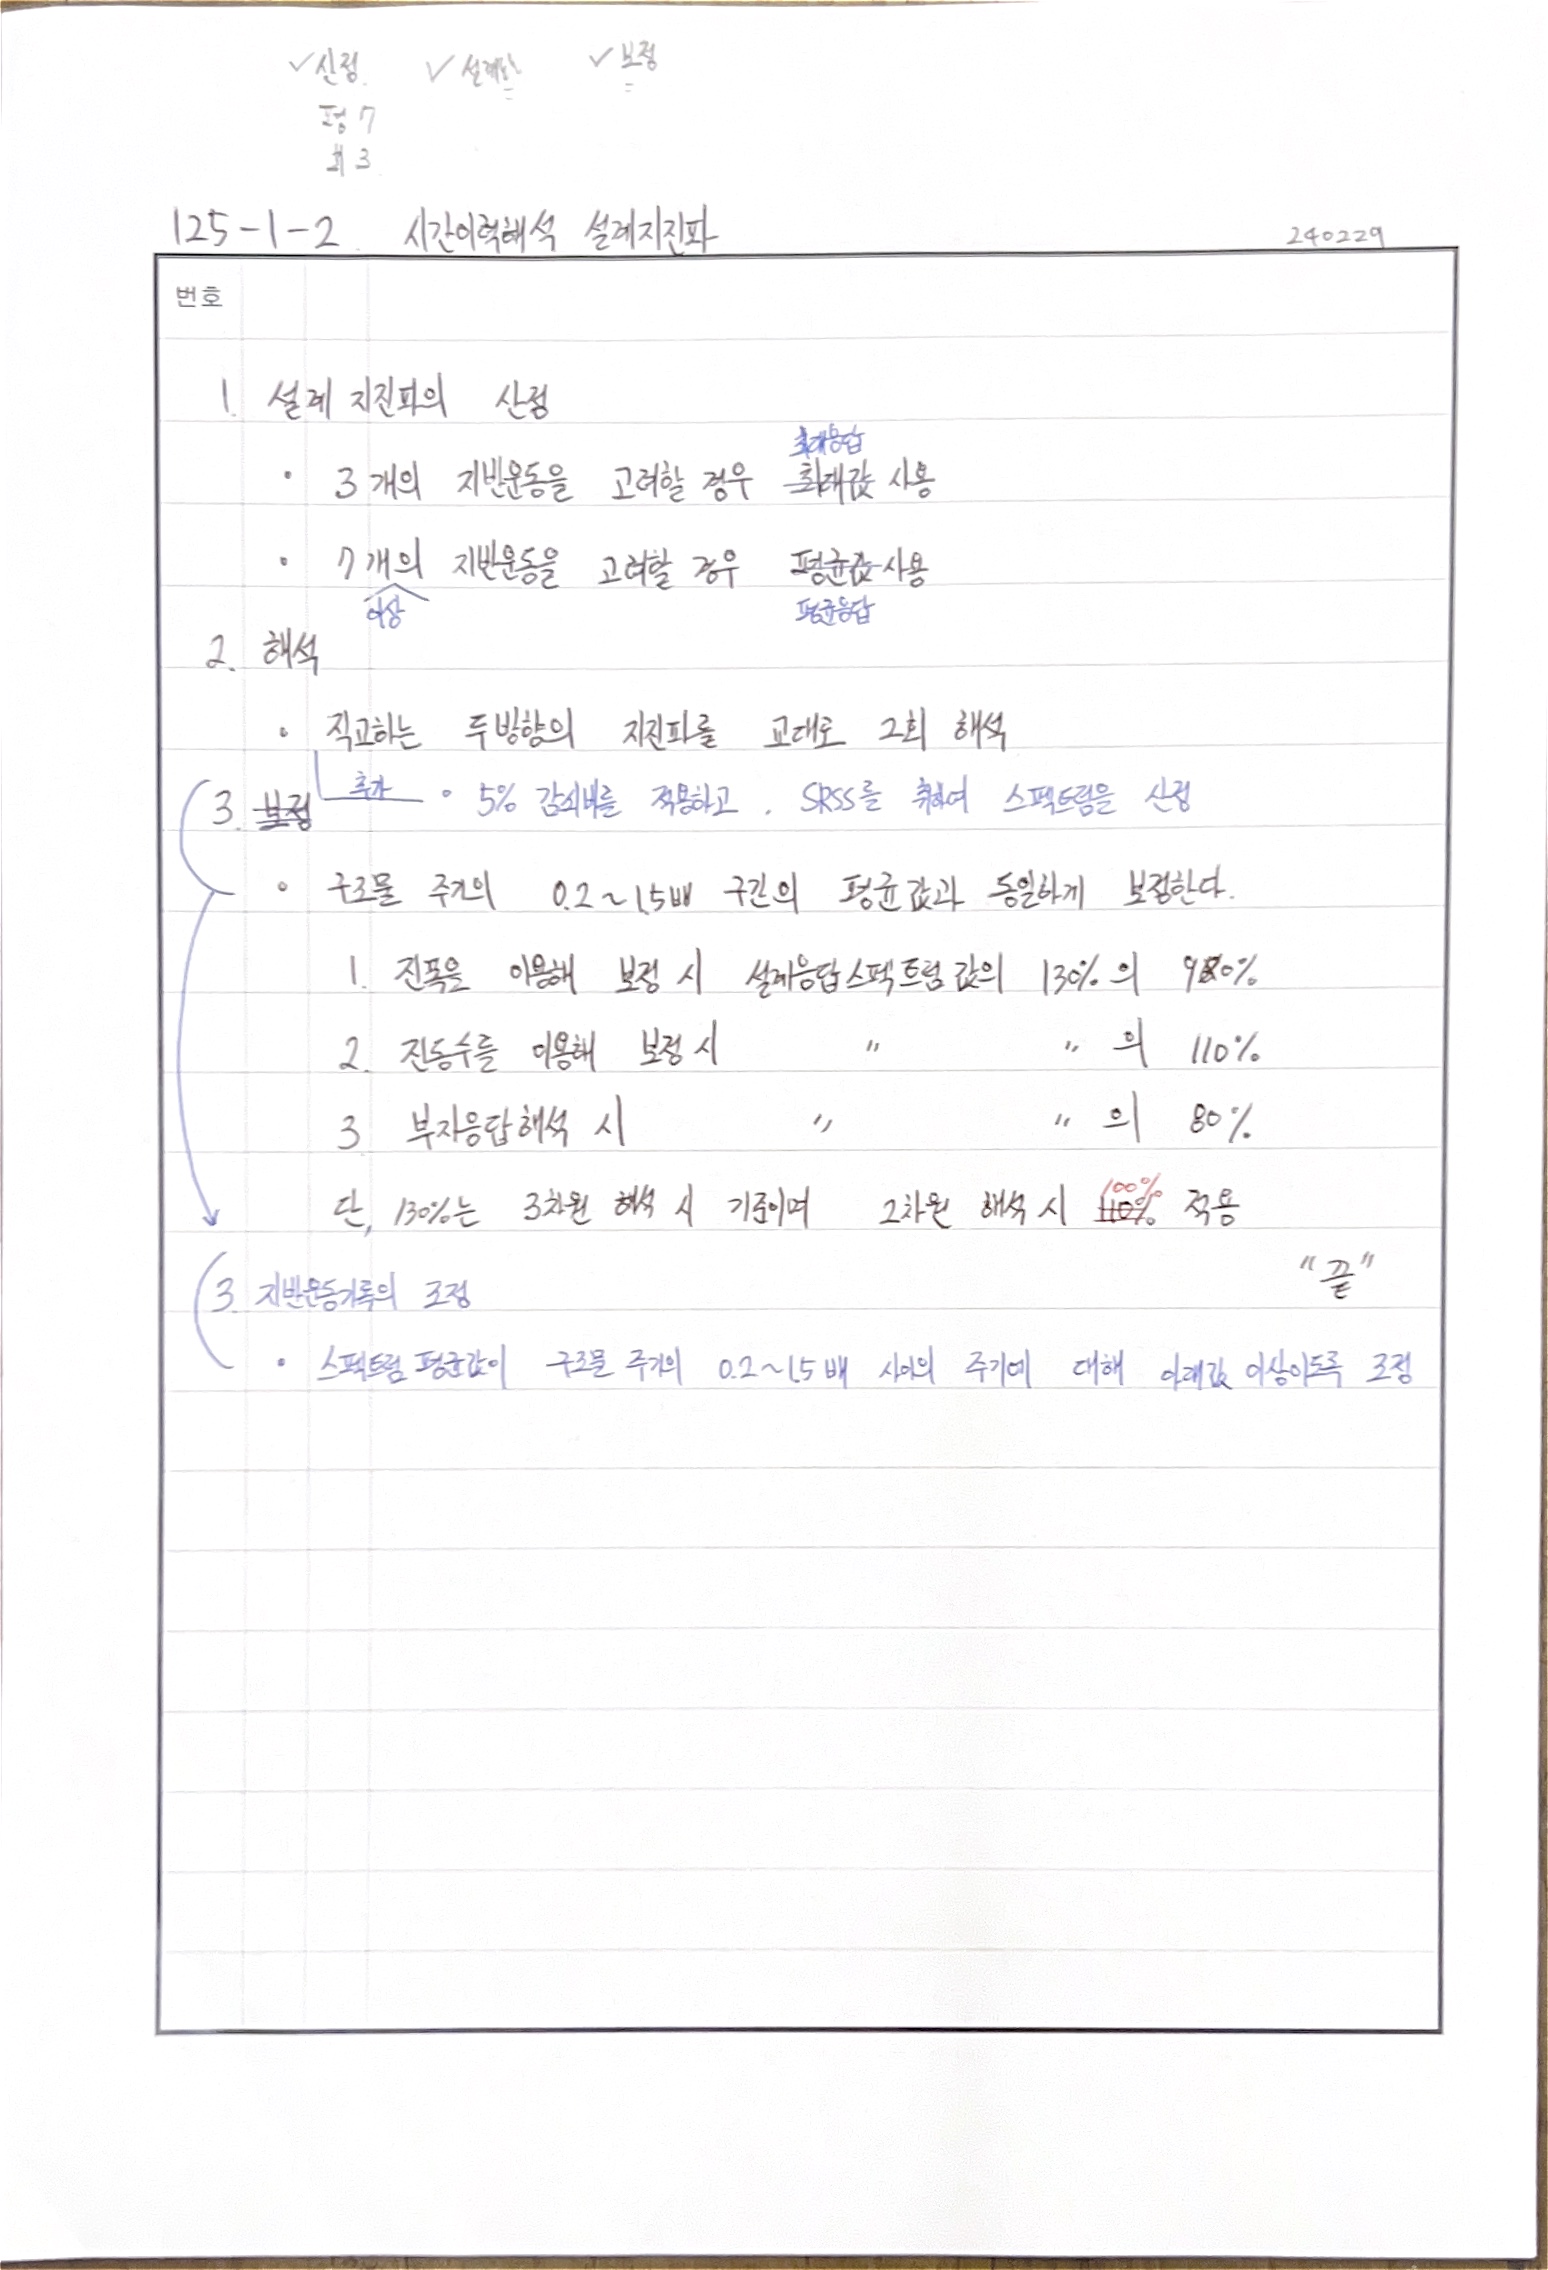 ✓산정. ✓설계 ✓보정
평 7
최 3
125-1-2. 시간이력해석 설계지진파 240229
번호
1. 설계 지진파의 산정
최대응답
• 3개의 지반운동을 고려할 경우 최대값 사용
• 7개의 지반운동을 고려할 경우 평균값 사용
이상 평균응답
2. 해석
• 직교하는 두방향의 지진파를 교대로 2회 해석
3. 보정 추가 • 5% 감쇠비를 적용하고, SRSS를 취하여 스펙트럼을 산정
• 구조물 주기의 0.2~1.5배 구간의 평균값과 동일하게 보정한다.
1. 진폭을 이용해 보정 시 설계응답스펙트럼값의 130%의 90%
2. 진동수를 이용해 보정 시 〃 〃 의 110%
3. 부지응답해석 시 〃 〃 의 80%
단, 130%는 3차원 해석 시 기준이며 2차원 해석 시 110% 100% 적용
"끝"
3. 지반운동기록의 조정
• 스펙트럼 평균값이 구조물 주기의 0.2~1.5배 사이의 주기에 대해 아래값 이상이도록 조정